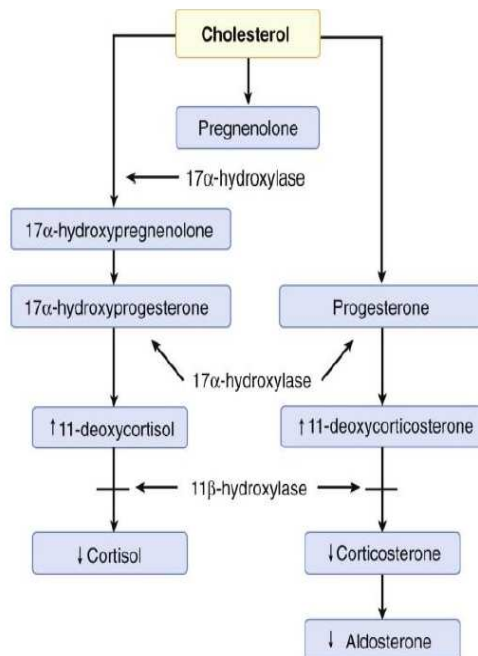 Cholesterol
Pregnenolone
17α-hydroxylase
17α-hydroxypregnenolone
17α-hydroxyprogesterone
Progesterone
17α-hydroxylase
↑11-deoxycortisol
↑11-deoxycorticosterone
11β-hydroxylase
↓Cortisol
↓Corticosterone
↓ Aldosterone